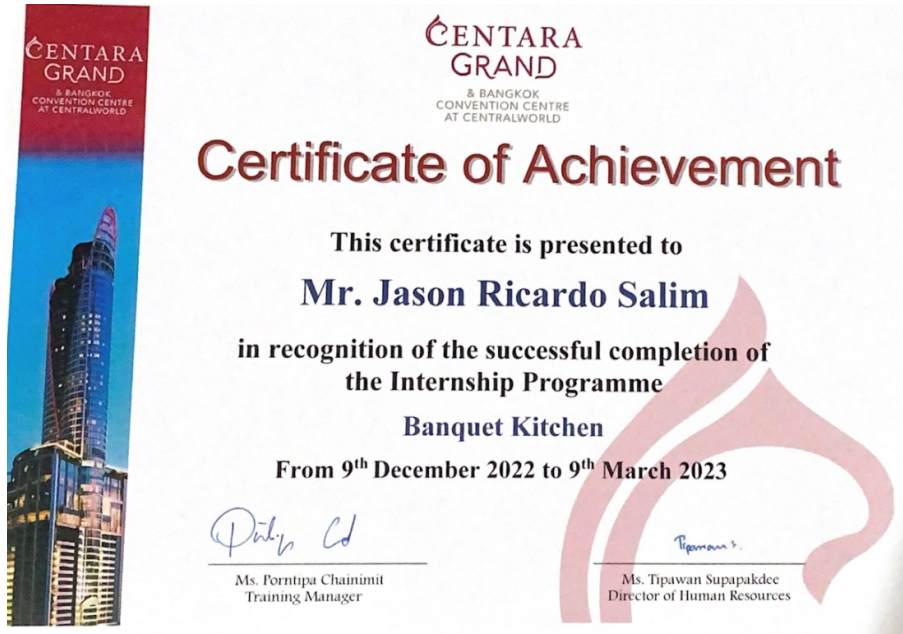 CENTARA
GRAND
& BANGKOK
CONVENTION CENTRE
AT CENTRALWORLD
CENTARA
GRAND
& BANGKOK
CONVENTION CENTRE
AT CENTRALWORLD
Certificate of Achievement
This certificate is presented to
Mr. Jason Ricardo Salim
in recognition of the successful completion of
the Internship Programme
Banquet Kitchen
From 9th December 2022 to 9th March 2023
Tipawan S.
Ms. Porntipa Chainimit
Training Manager
Ms. Tipawan Supapakdee
Director of Human Resources